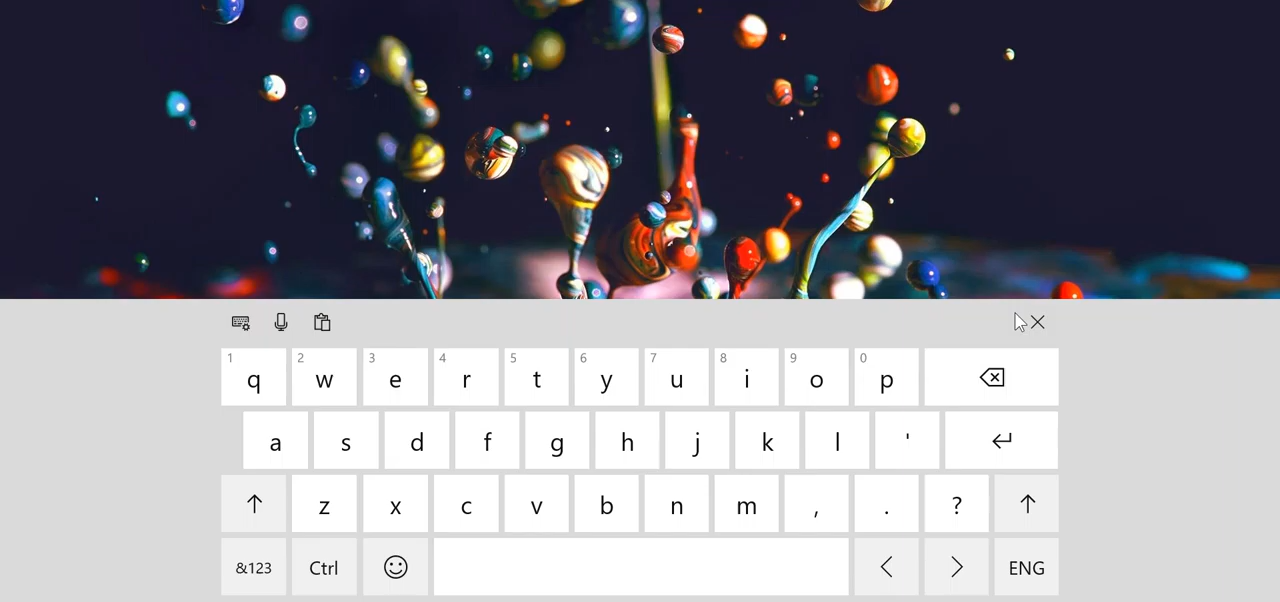 1 2 3 4 5 6 7 8 9 0
q w e r t y u i o p
a s d f g h j k l '
z x c v b n m , . ?
&123 Ctrl < > ENG